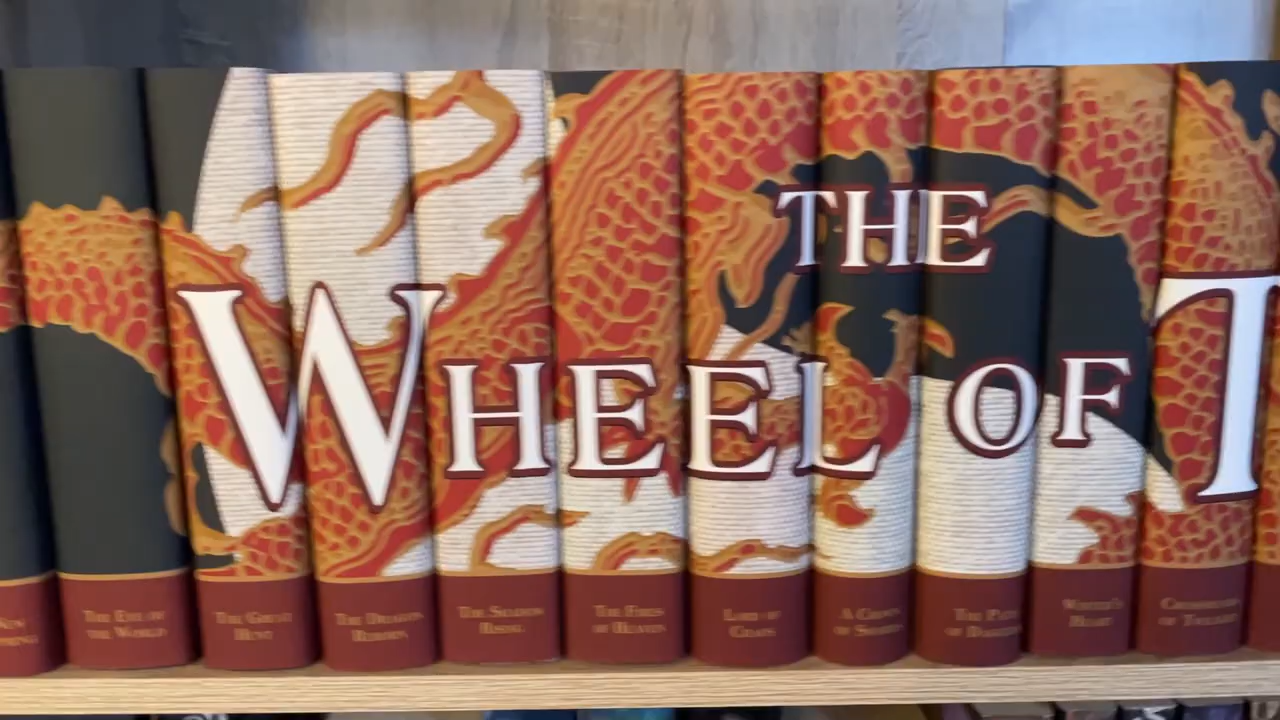 THE
WHEEL OF T
THE EYE OF
THE WORLD
THE GREAT
HUNT
THE DRAGON
REBORN
THE SHADOW
RISING
THE FIRES
OF HEAVEN
LORD OF
CHAOS
A CROWN
OF SWORDS
THE PATH
OF DAGGERS
WINTER'S
HEART
CROSSROADS
OF TWILIGHT